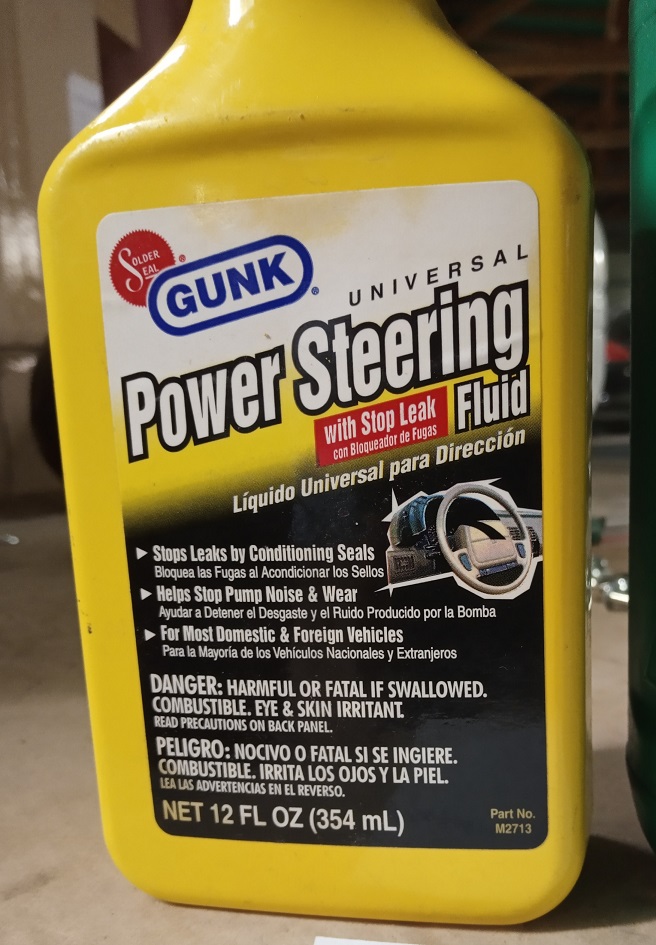 SOLDER
SEAL
GUNK
UNIVERSAL
Power Steering
Fluid
with Stop Leak
con Bloqueador de Fugas
Líquido Universal para Dirección
Stops Leaks by Conditioning Seals
Bloquea las Fugas al Acondicionar los Sellos
Helps Stop Pump Noise & Wear
Ayudar a Detener el Desgaste y el Ruido Producido por la Bomba
For Most Domestic & Foreign Vehicles
Para la Mayoría de los Vehículos Nacionales y Extranjeros
DANGER: HARMFUL OR FATAL IF SWALLOWED.
COMBUSTIBLE. EYE & SKIN IRRITANT.
READ PRECAUTIONS ON BACK PANEL.
PELIGRO: NOCIVO O FATAL SI SE INGIERE.
COMBUSTIBLE. IRRITA LOS OJOS Y LA PIEL.
LEA LAS ADVERTENCIAS EN EL REVERSO.
NET 12 FL OZ (354 mL)
Part No.
M2713